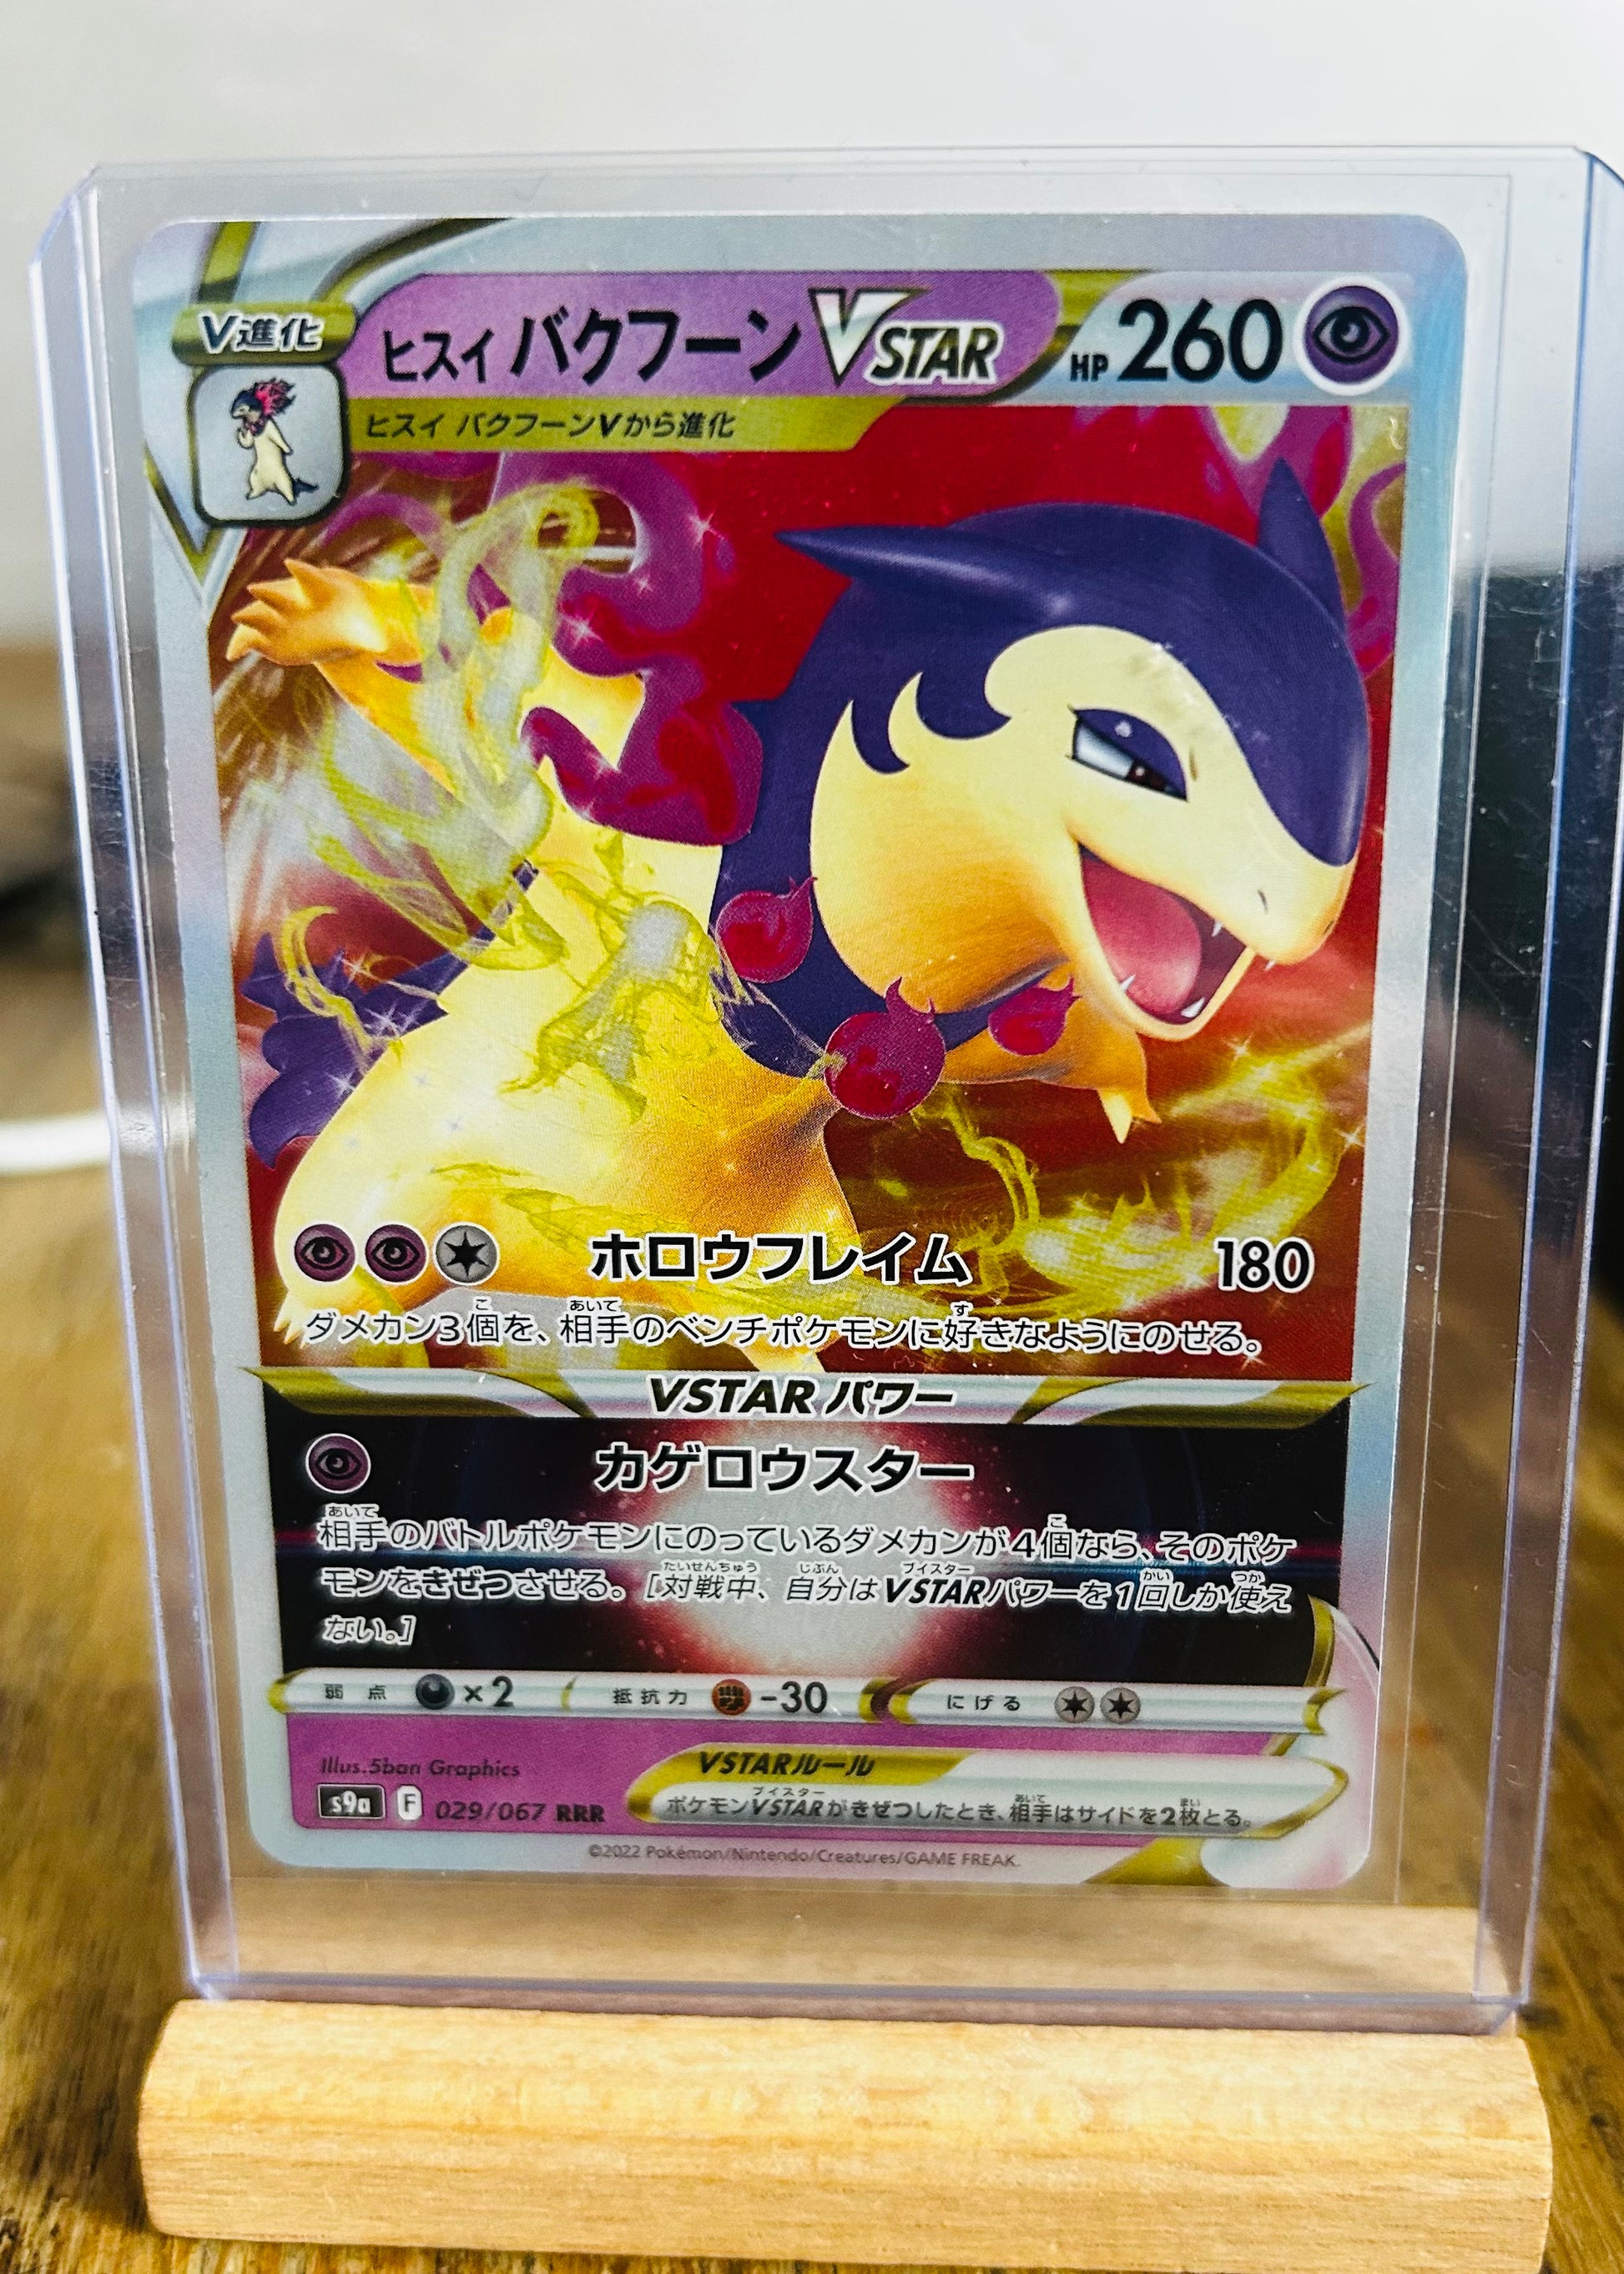 V進化
ヒスイ バクフーン VSTAR
HP 260
ヒスイ バクフーンVから進化
ホロウフレイム 180
ダメカン3個を、相手のベンチポケモンに好きなようにのせる。
VSTARパワー
カゲロウスター
相手のバトルポケモンにのっているダメカンが4個なら、そのポケ
モンをきぜつさせる。[対戦中、自分はVSTARパワーを1回しか使え
ない。]
弱点 ×2 抵抗力 -30 にげる
Illus.5ban Graphics
s9a F 029/067 RRR
VSTARルール
ポケモンVSTARがきぜつしたとき、相手はサイドを2枚とる。
©2022 Pokémon/Nintendo/Creatures/GAME FREAK.